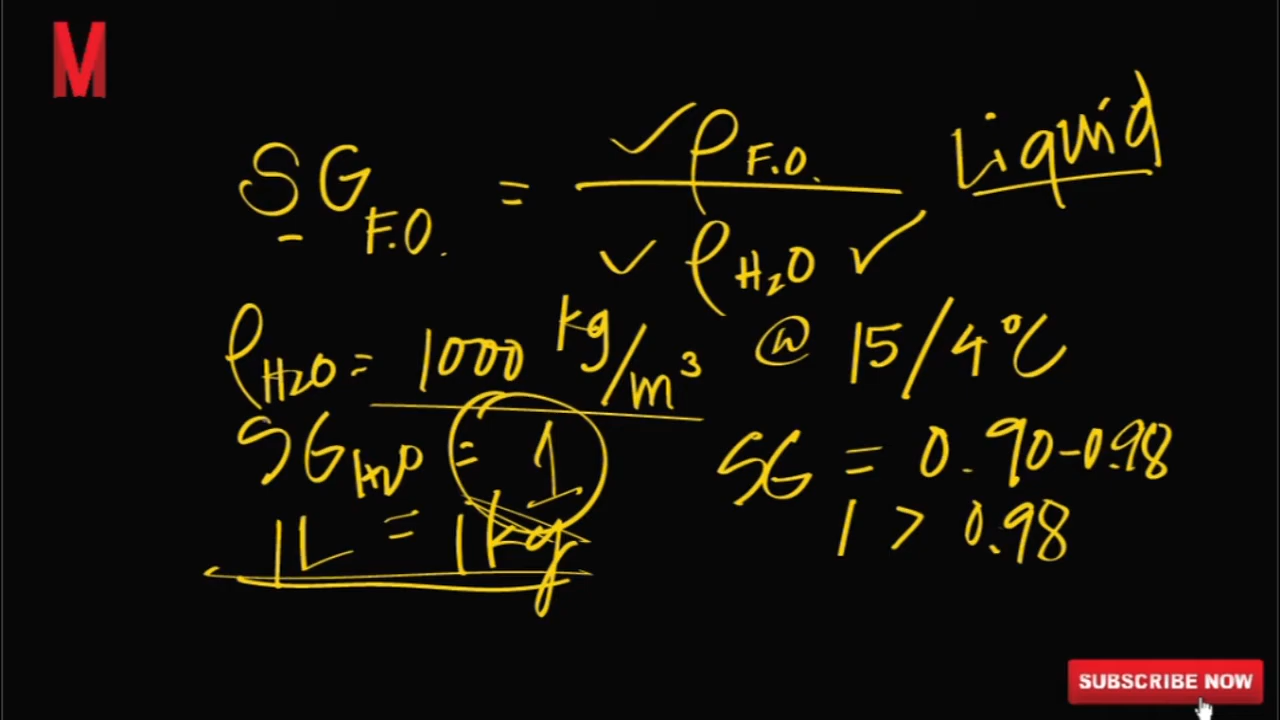 M
SG F.O. = ρ F.O. / ρ H2O Liquid
ρ H2O = 1000 kg/m³ @ 15/4°C
SG H2O = 1 SG = 0.90-0.98
1L = 1kg 1 > 0.98
SUBSCRIBE NOW